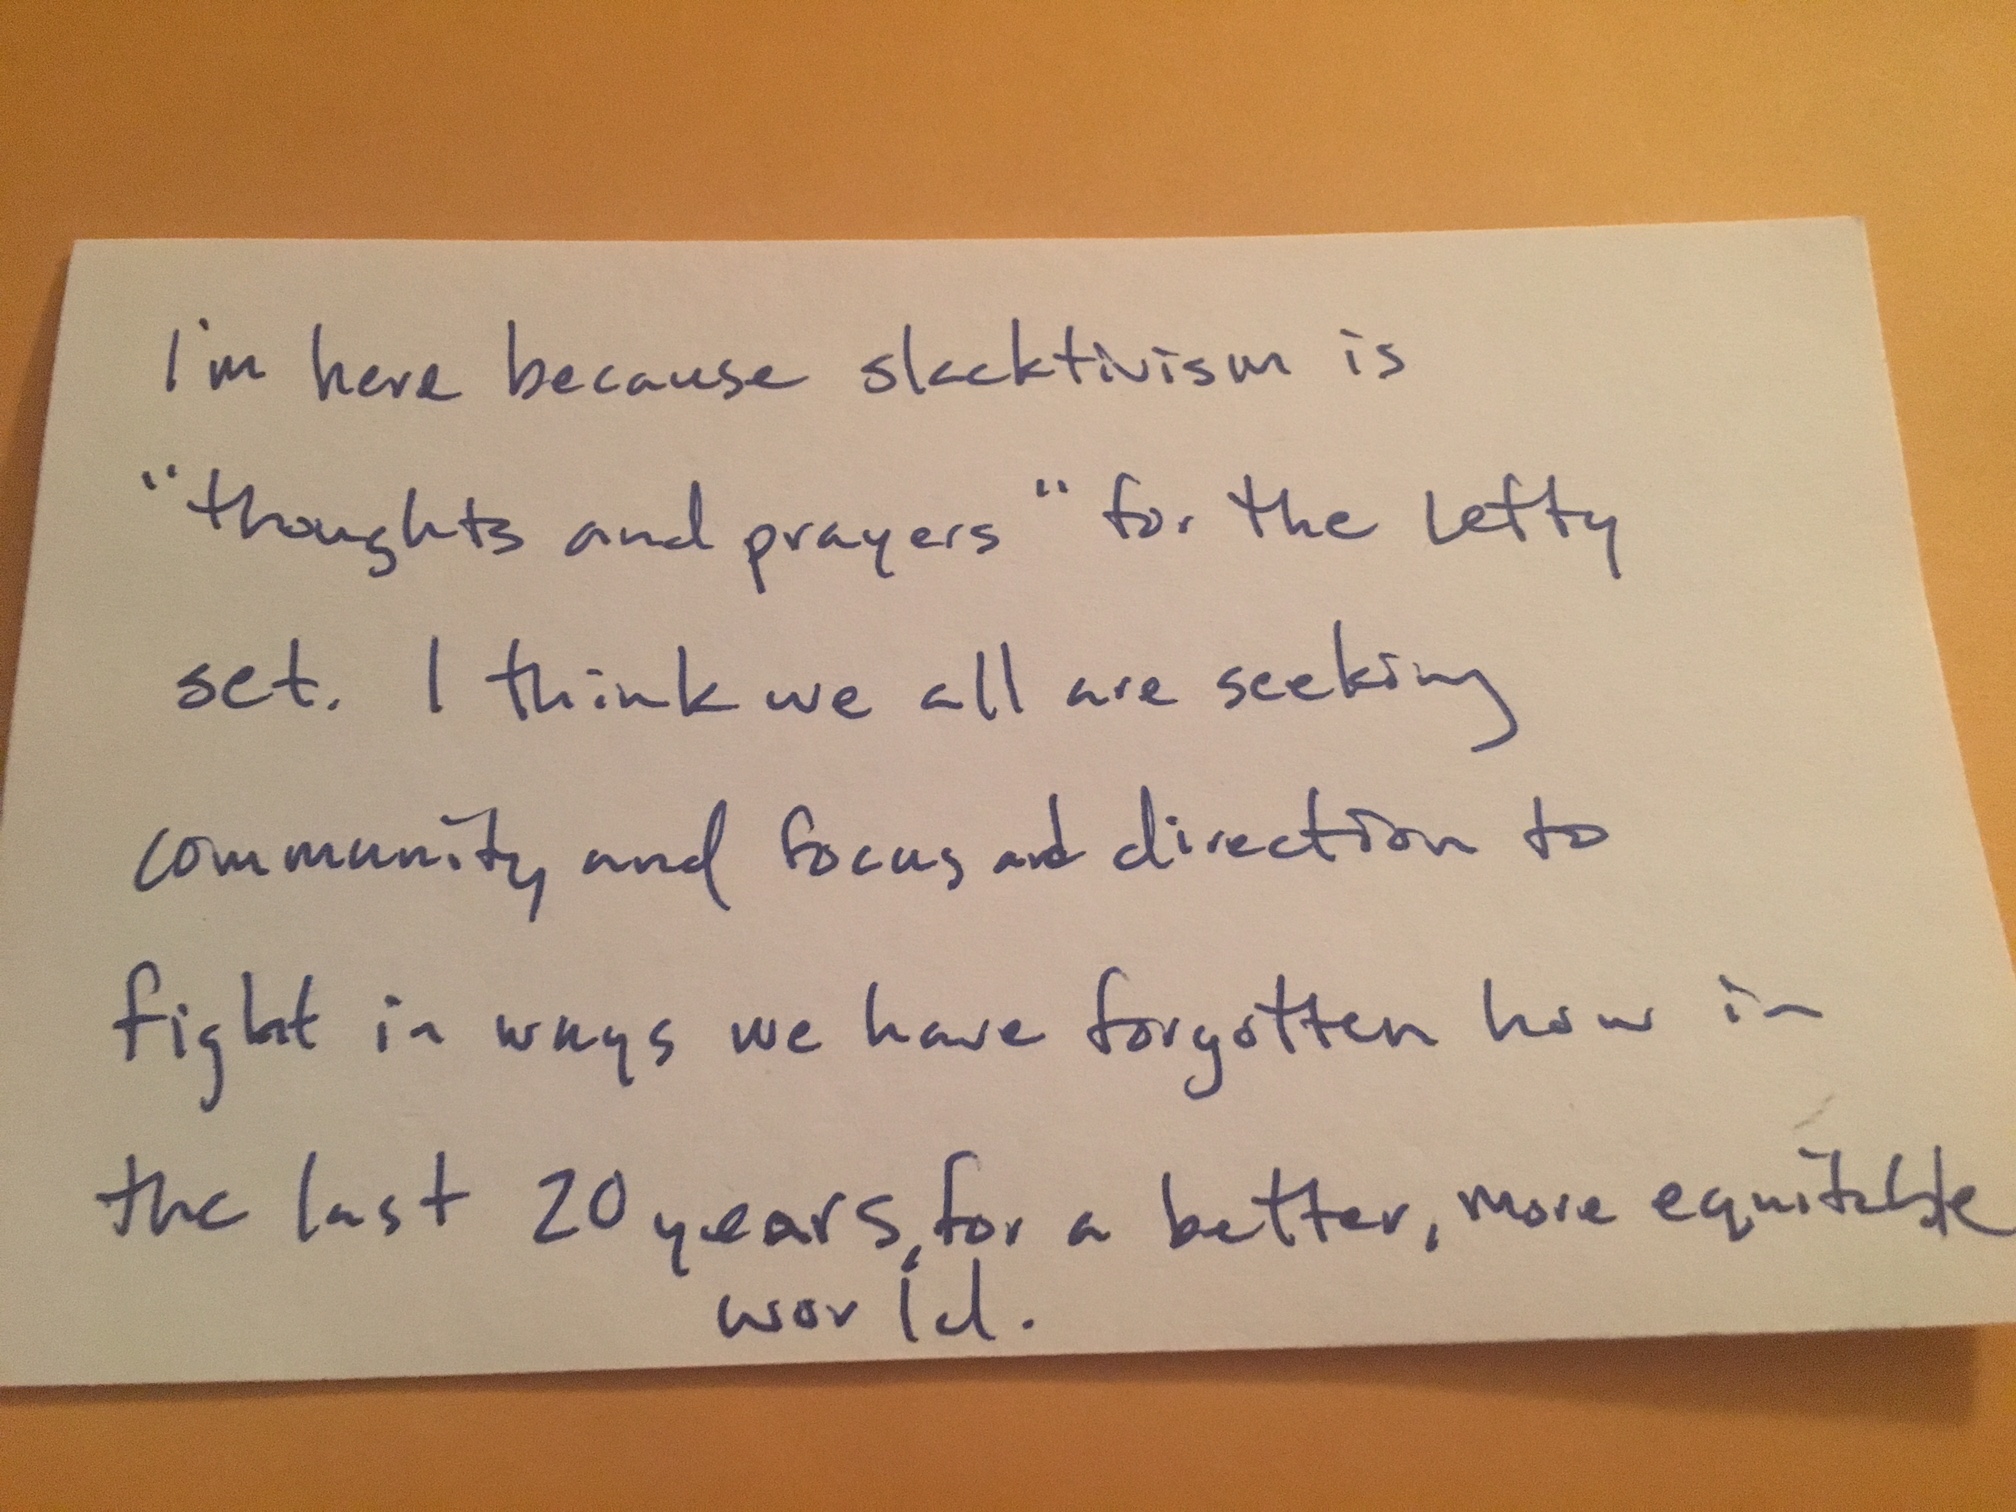 I'm here because slacktivism is
"thoughts and prayers" for the lefty
set. I think we all are seeking
community and focus and direction to
fight in ways we have forgotten how in
the last 20 years, for a better, more equitable
world.